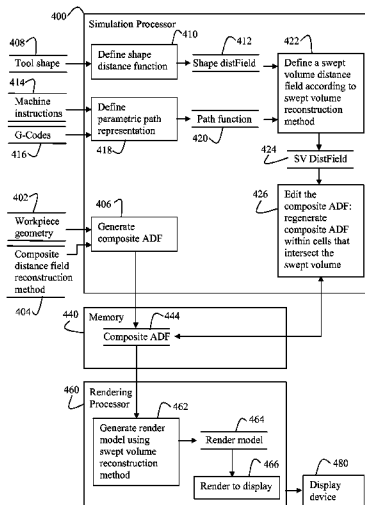 400
Simulation Processor
408
Tool shape
410
Define shape
distance function
412
Shape distField
422
Define a swept
volume distance
field according to
swept volume
reconstruction
method
414
Machine
instructions
G-Codes
416
Define
parametric path
representation
418
Path function
420
424
SV DistField
402
Workpiece
geometry
Composite
distance field
reconstruction
method
404
406
Generate
composite ADF
426
Edit the
composite ADF:
regenerate
composite ADF
within cells that
intersect the
swept volume
440
Memory
444
Composite ADF
460
Rendering
Processor
462
Generate render
model using
swept volume
reconstruction
method
464
Render model
466
Render to display
480
Display
device